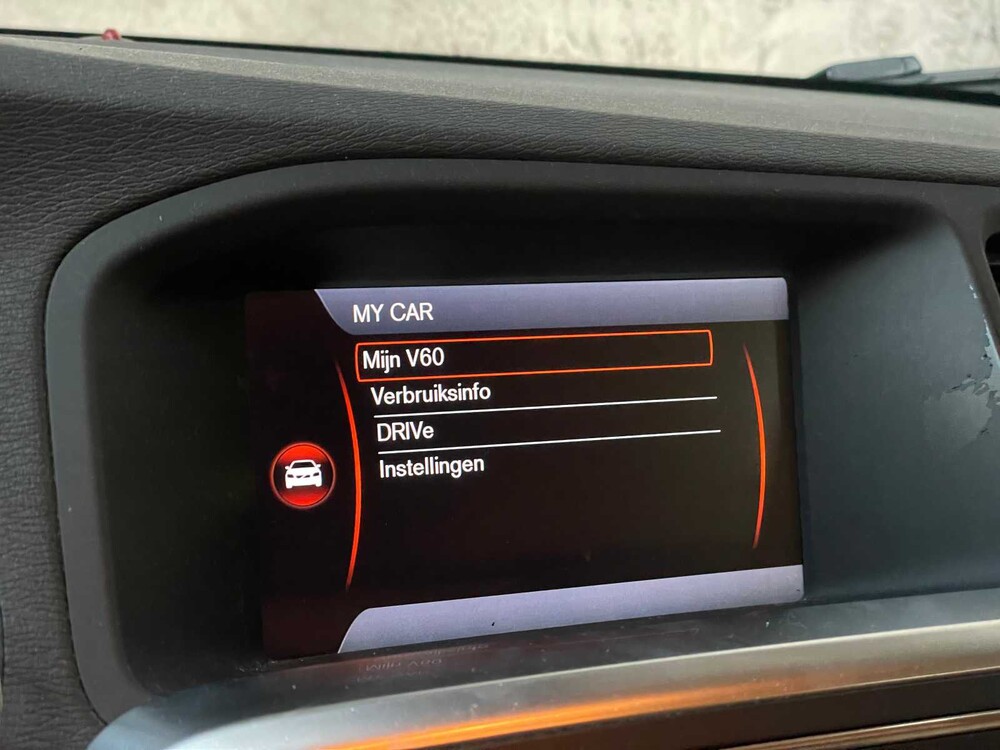 MY CAR
Mijn V60
Verbruiksinfo
DRIVe
Instellingen